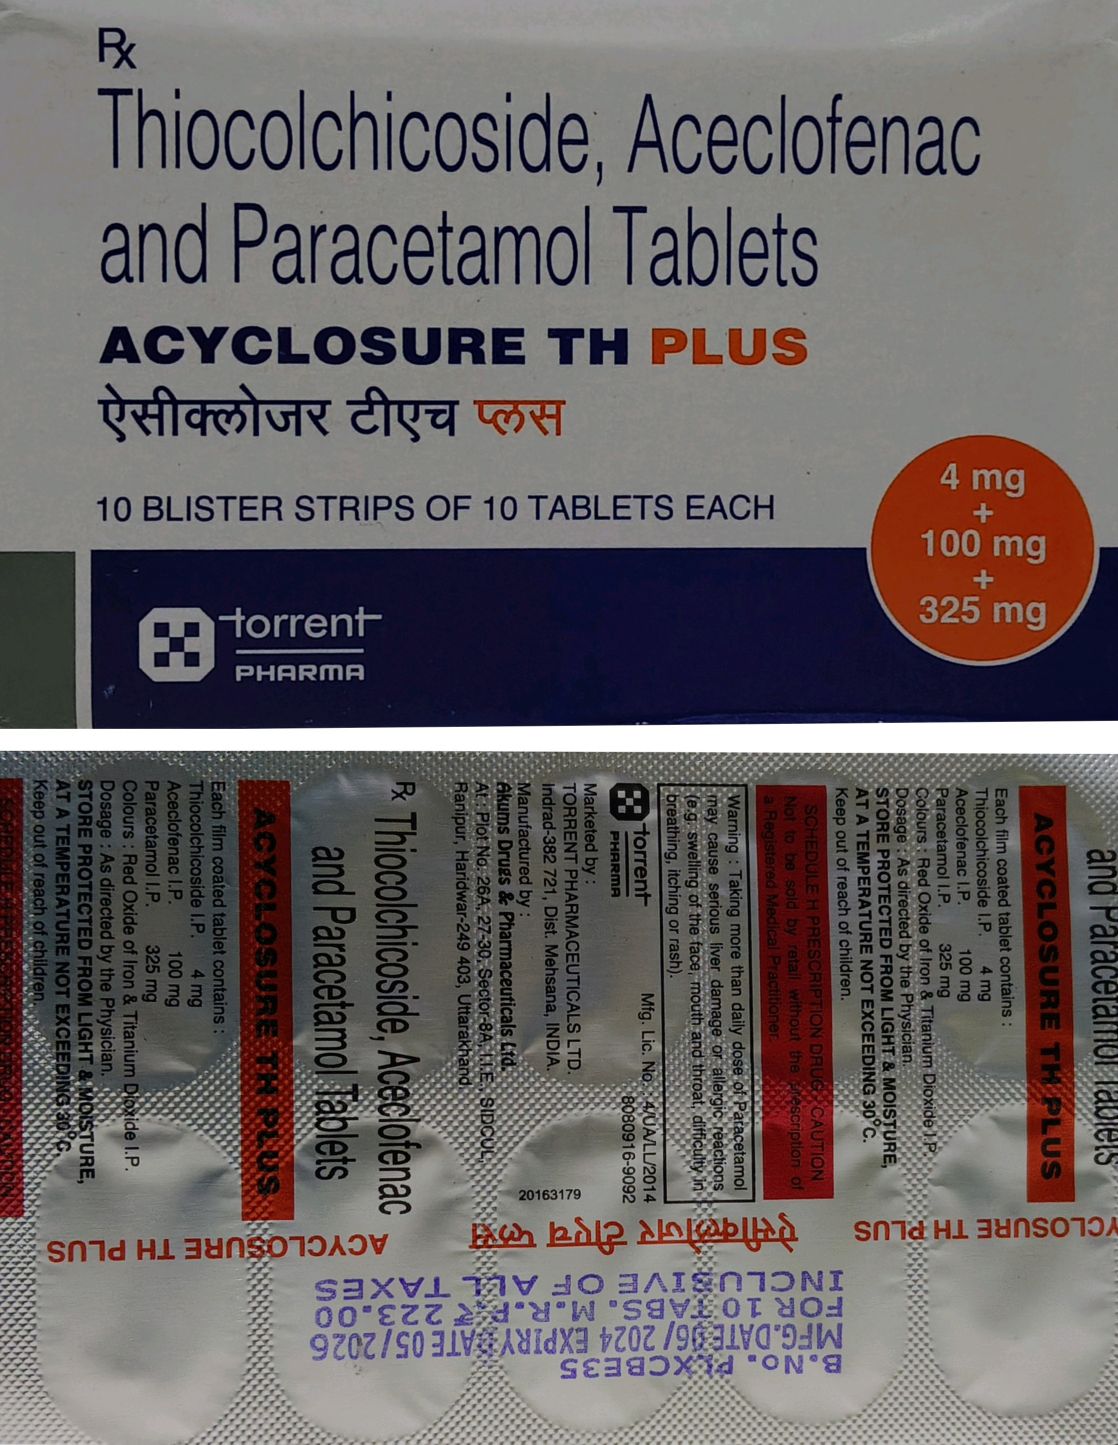 Rx
Thiocolchicoside, Aceclofenac
and Paracetamol Tablets
ACYCLOSURE TH PLUS
ऐसीक्लोजर टीएच प्लस
10 BLISTER STRIPS OF 10 TABLETS EACH
4 mg
+
100 mg
+
325 mg
torrent
PHARMA
and Paracetamol Tablets
ACYCLOSURE TH PLUS
Each film coated tablet contains :
Thiocolchicoside I.P. 4 mg
Aceclofenac I.P. 100 mg
Paracetamol I.P. 325 mg
Colours : Red Oxide of Iron & Titanium Dioxide I.P.
Dosage : As directed by the Physician.
STORE PROTECTED FROM LIGHT & MOISTURE,
AT A TEMPERATURE NOT EXCEEDING 30°C.
Keep out of reach of children.
SCHEDULE H PRESCRIPTION DRUG - CAUTION
Not to be sold by retail without the prescription of
a Registered Medical Practitioner.
Warning : Taking more than daily dose of Paracetamol
may cause serious liver damage or allergic reactions
(e.g. swelling of the face, mouth and throat, difficulty in
breathing, itching or rash).
torrent
PHARMA
Mfg. Lic. No. 4/UA/LL/2014
8060916-9092
Marketed by :
TORRENT PHARMACEUTICALS LTD.
Indrad-382 721, Dist. Mehsana, INDIA.
Manufactured by :
Akums Drugs & Pharmaceuticals Ltd.
At : Plot No. 26A, 27-30, Sector-8A, I.I.E., SIDCUL,
Ranipur, Haridwar-249 403, Uttarakhand
20163179
Rx Thiocolchicoside, Aceclofenac
and Paracetamol Tablets
ACYCLOSURE TH PLUS
Each film coated tablet contains :
Thiocolchicoside I.P. 4 mg
Aceclofenac I.P. 100 mg
Paracetamol I.P. 325 mg
Colours : Red Oxide of Iron & Titanium Dioxide I.P.
Dosage : As directed by the Physician.
STORE PROTECTED FROM LIGHT & MOISTURE,
AT A TEMPERATURE NOT EXCEEDING 30°C.
Keep out of reach of children.
SCHEDULE H PRESCRIPTION DRUG - CAUTION
YCLOSURE TH PLUS
ऐसीक्लोजर टीएच प्लस
ACYCLOSURE TH PLUS
B.No. PLXCBE35
MFG.DATE 06/2024 EXPIRY DATE 05/2026
FOR 10 TABS. M.R.P.₹ 223.00
INCLUSIVE OF ALL TAXES